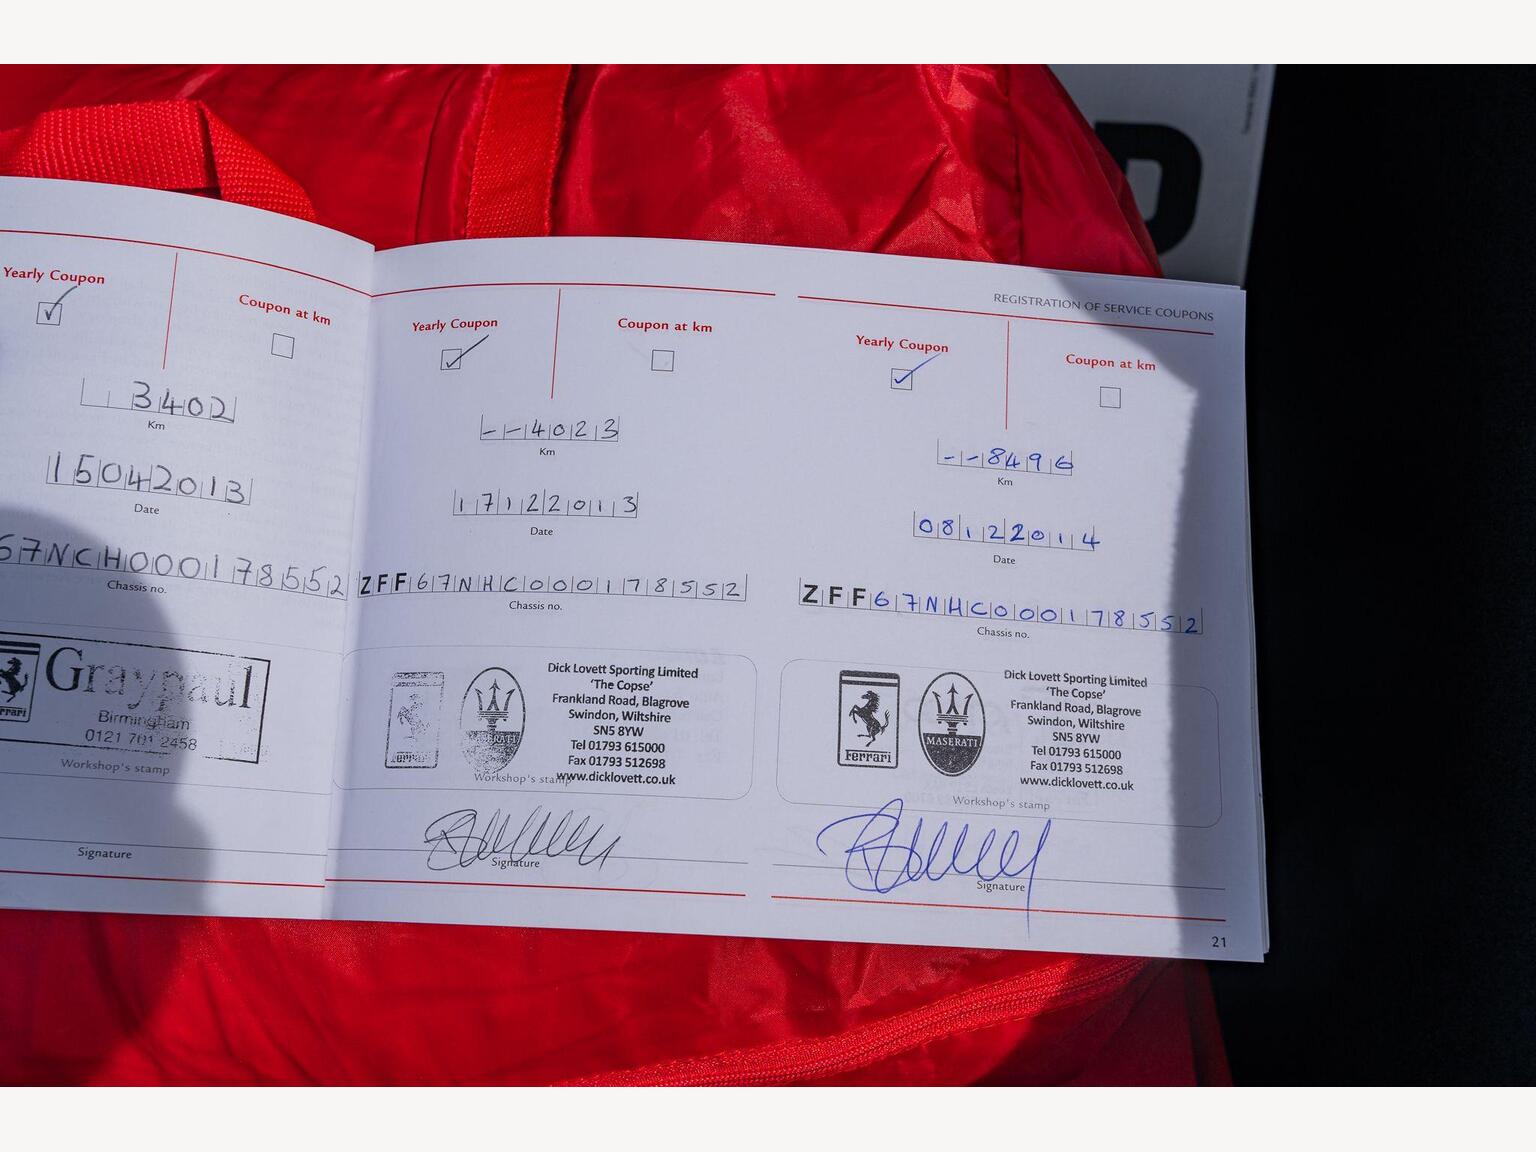 REGISTRATION OF SERVICE COUPONS
Yearly Coupon
Coupon at km
3402
Km
15042013
Date
67NCH000178552
Chassis no.
Ferrari
Graypaul
Birmingham
0121 701 2458
Workshop's stamp
Signature
Yearly Coupon
Coupon at km
--4023
Km
17122013
Date
ZFF67NHC000178552
Chassis no.
Ferrari
MASERATI
Dick Lovett Sporting Limited
'The Copse'
Frankland Road, Blagrove
Swindon, Wiltshire
SN5 8YW
Tel 01793 615000
Fax 01793 512698
www.dicklovett.co.uk
Workshop's stamp
Signature
Yearly Coupon
Coupon at km
--8496
Km
08122014
Date
ZFF67NHC000178552
Chassis no.
Ferrari
MASERATI
Dick Lovett Sporting Limited
'The Copse'
Frankland Road, Blagrove
Swindon, Wiltshire
SN5 8YW
Tel 01793 615000
Fax 01793 512698
www.dicklovett.co.uk
Workshop's stamp
Signature
21
D